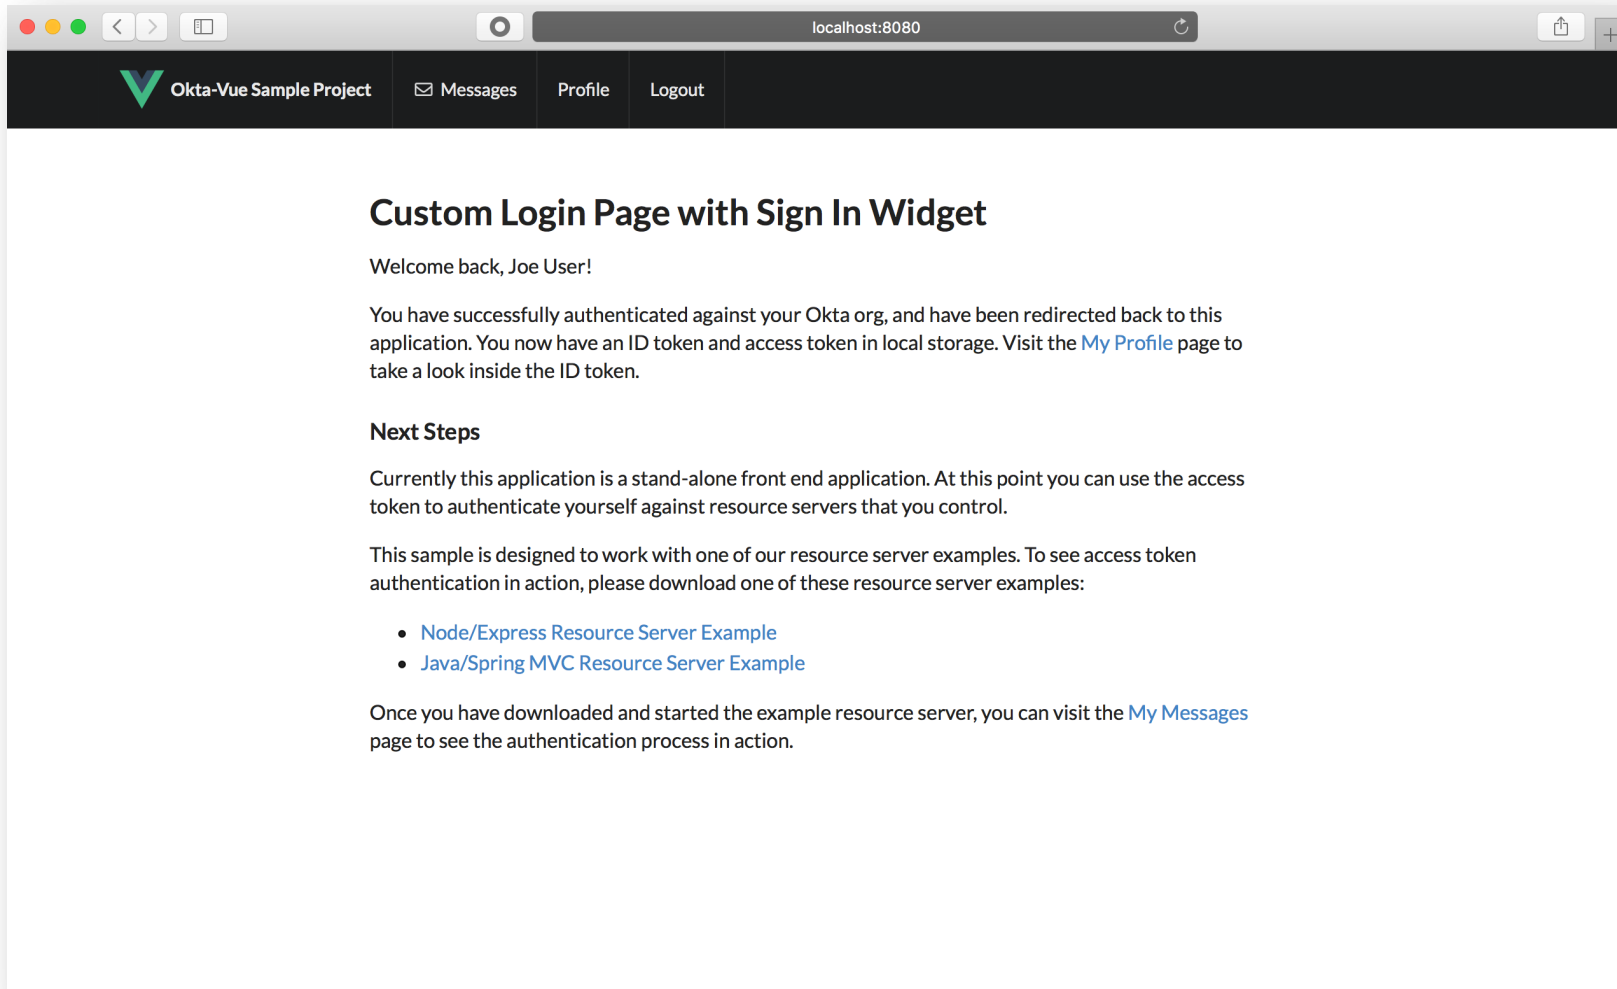 localhost:8080
Okta-Vue Sample Project
Messages
Profile
Logout
Custom Login Page with Sign In Widget
Welcome back, Joe User!
You have successfully authenticated against your Okta org, and have been redirected back to this
application. You now have an ID token and access token in local storage. Visit the My Profile page to
take a look inside the ID token.
Next Steps
Currently this application is a stand-alone front end application. At this point you can use the access
token to authenticate yourself against resource servers that you control.
This sample is designed to work with one of our resource server examples. To see access token
authentication in action, please download one of these resource server examples:
• Node/Express Resource Server Example
• Java/Spring MVC Resource Server Example
Once you have downloaded and started the example resource server, you can visit the My Messages
page to see the authentication process in action.